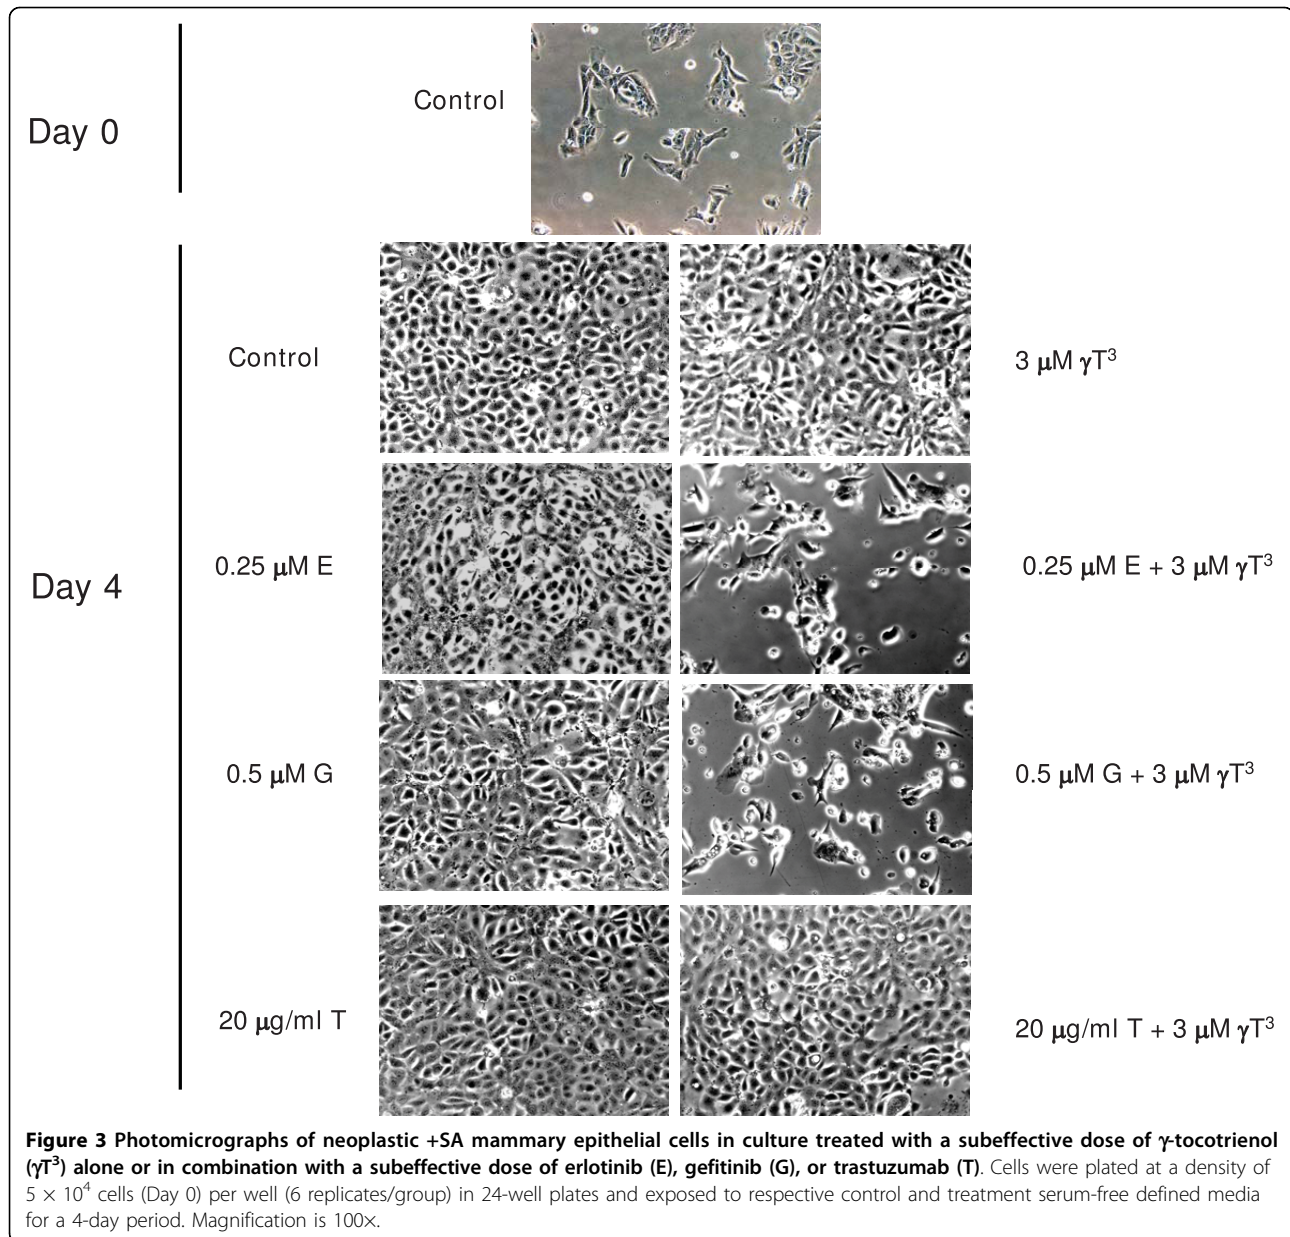 Day 0
Control
Control
3 μM γT³
0.25 μM E
0.25 μM E + 3 μM γT³
Day 4
0.5 μM G
0.5 μM G + 3 μM γT³
20 μg/ml T
20 μg/ml T + 3 μM γT³
Figure 3 Photomicrographs of neoplastic +SA mammary epithelial cells in culture treated with a subeffective dose of γ-tocotrienol
(γT³) alone or in combination with a subeffective dose of erlotinib (E), gefitinib (G), or trastuzumab (T). Cells were plated at a density of
5 × 10⁴ cells (Day 0) per well (6 replicates/group) in 24-well plates and exposed to respective control and treatment serum-free defined media
for a 4-day period. Magnification is 100×.